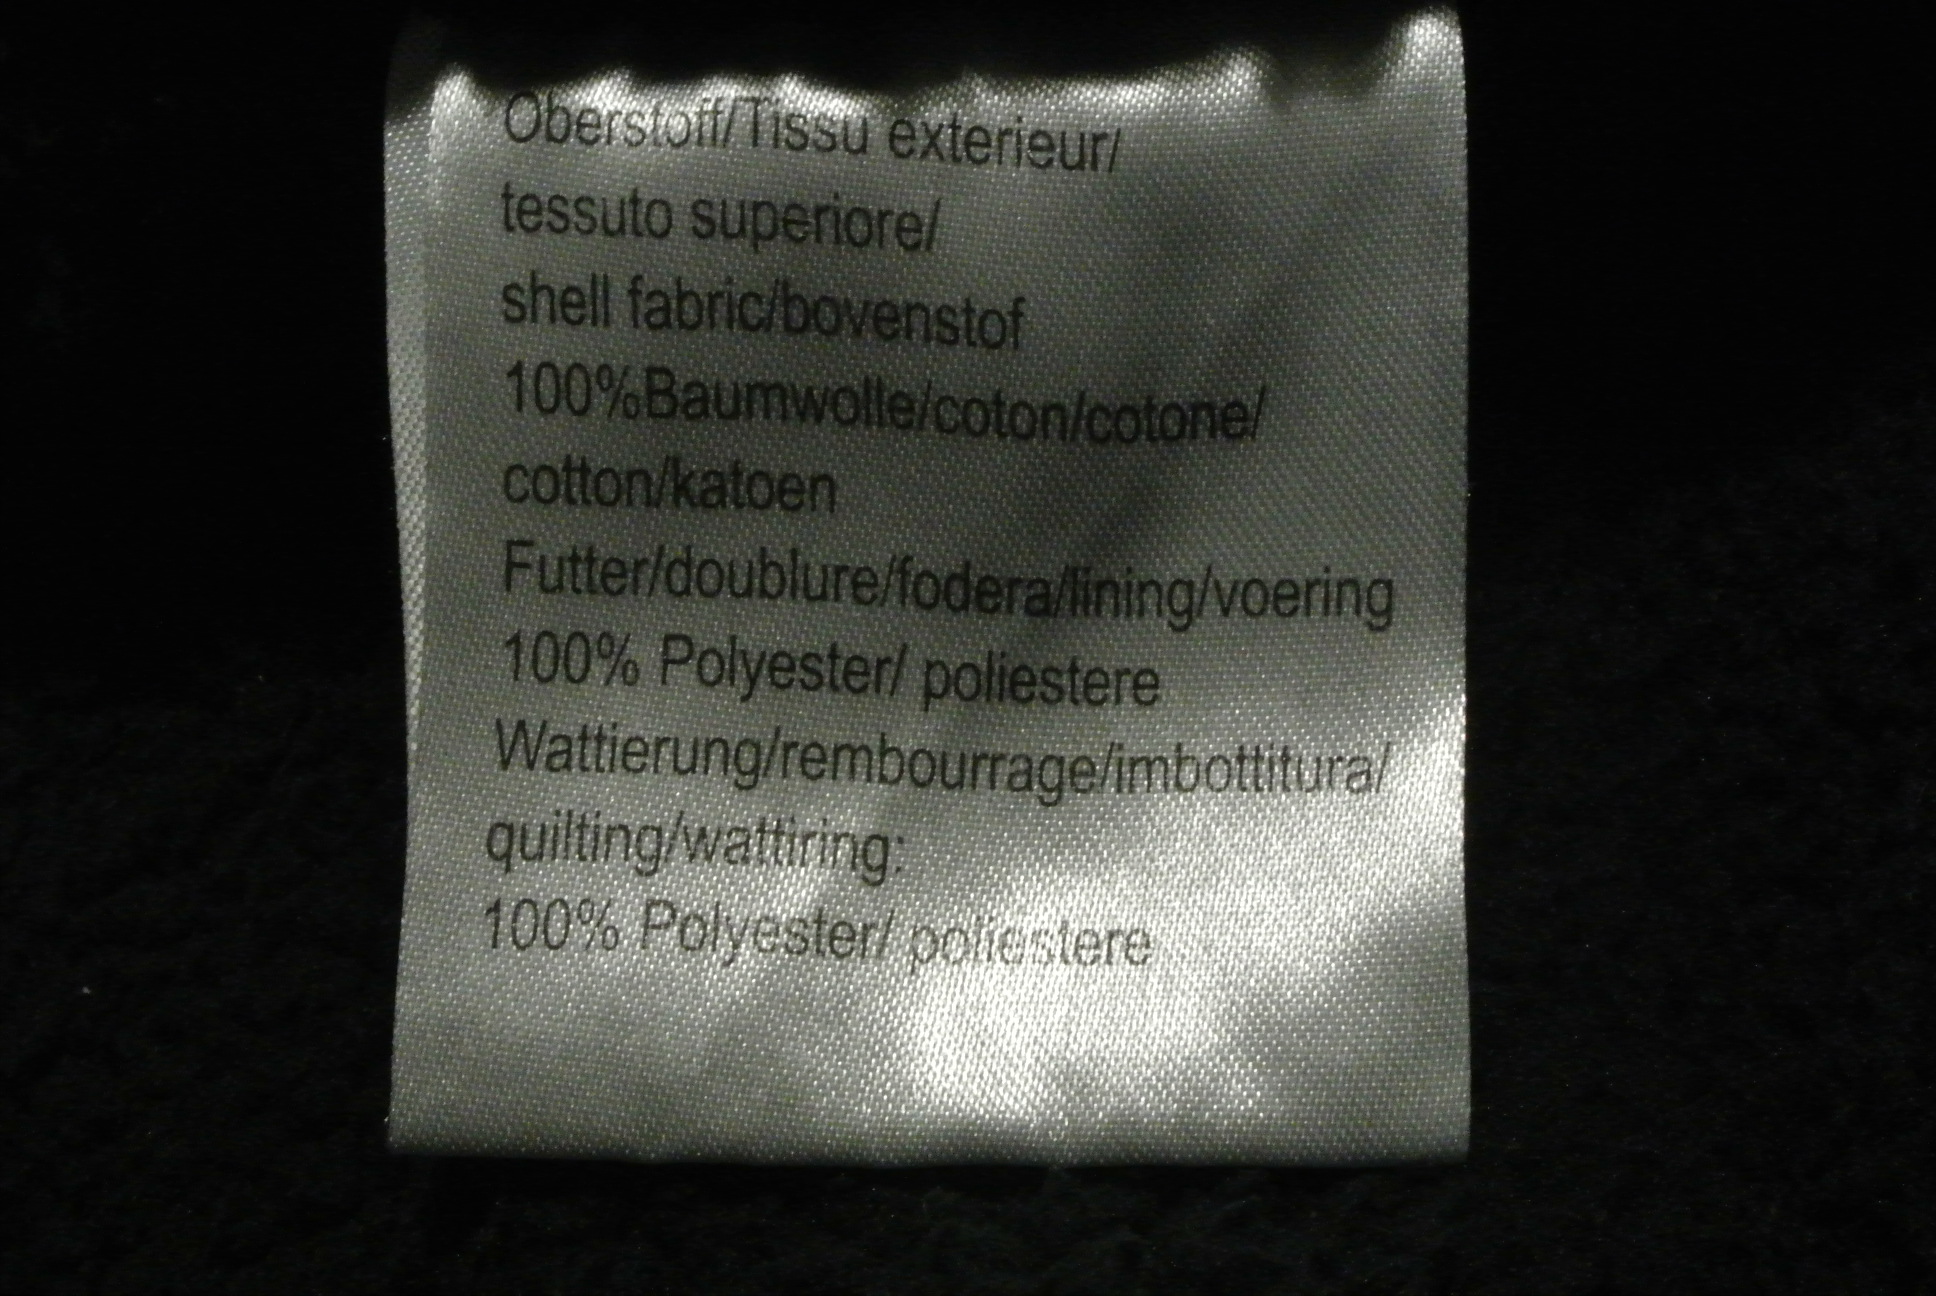 Oberstoff/Tissu exterieur/
tessuto superiore/
shell fabric/bovenstof
100%Baumwolle/coton/cotone/
cotton/katoen
Futter/doublure/fodera/lining/voering
100% Polyester/ poliestere
Wattierung/rembourrage/imbottitura/
quilting/wattiring:
100% Polyester/ poliestere